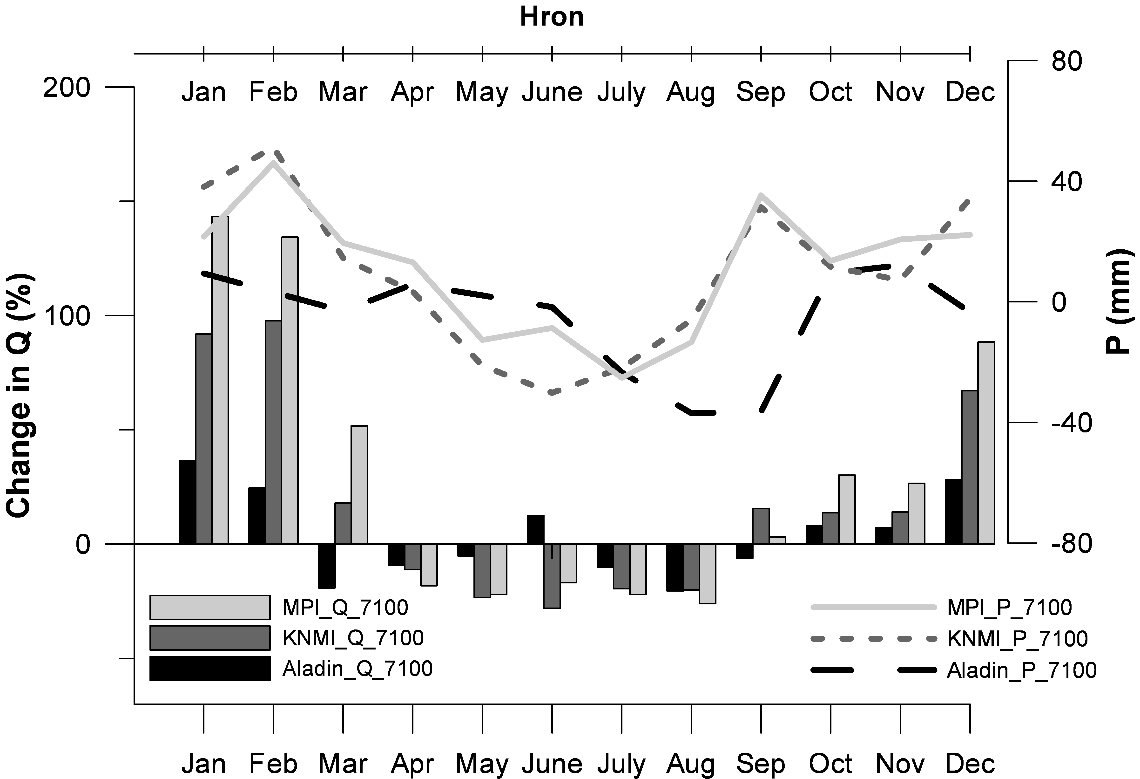 Hron
200 Jan Feb Mar Apr May June July Aug Sep Oct Nov Dec 80
40
100 0
-40
0 -80
Change in Q (%)
P (mm)
MPI_Q_7100 MPI_P_7100
KNMI_Q_7100 KNMI_P_7100
Aladin_Q_7100 Aladin_P_7100
Jan Feb Mar Apr May June July Aug Sep Oct Nov Dec